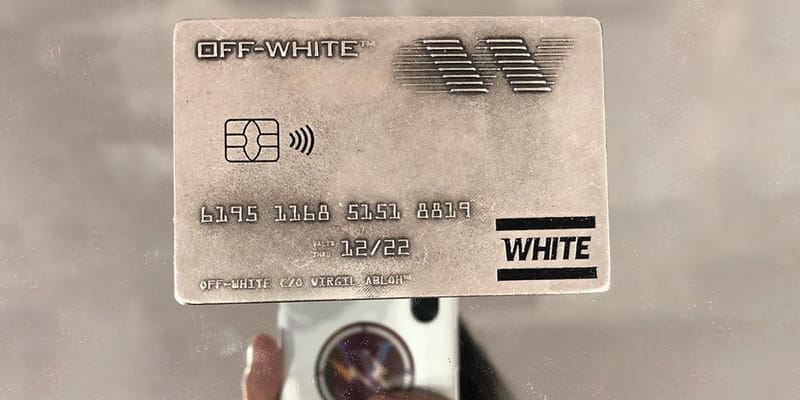 OFF-WHITE™
W
6195 1168 5151 8819
VALID
THRU
12/22
WHITE
OFF-WHITE C/O VIRGIL ABLOH™